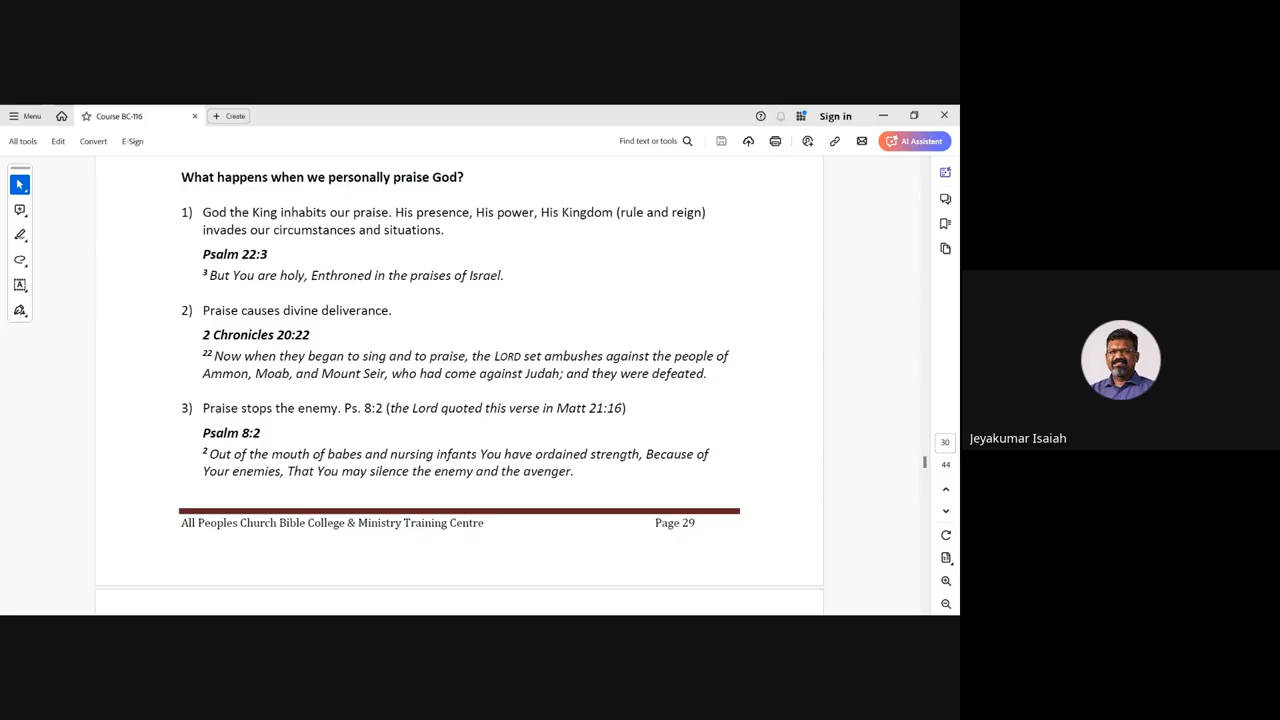 Menu
Course BC-116
Create
Sign in
All tools
Edit
Convert
E-Sign
Find text or tools
AI Assistant
What happens when we personally praise God?
1) God the King inhabits our praise. His presence, His power, His Kingdom (rule and reign)
invades our circumstances and situations.
Psalm 22:3
3 But You are holy, Enthroned in the praises of Israel.
2) Praise causes divine deliverance.
2 Chronicles 20:22
22 Now when they began to sing and to praise, the LORD set ambushes against the people of
Ammon, Moab, and Mount Seir, who had come against Judah; and they were defeated.
3) Praise stops the enemy. Ps. 8:2 (the Lord quoted this verse in Matt 21:16)
Psalm 8:2
2 Out of the mouth of babes and nursing infants You have ordained strength, Because of
Your enemies, That You may silence the enemy and the avenger.
All Peoples Church Bible College & Ministry Training Centre Page 29
30
44
Jeyakumar Isaiah